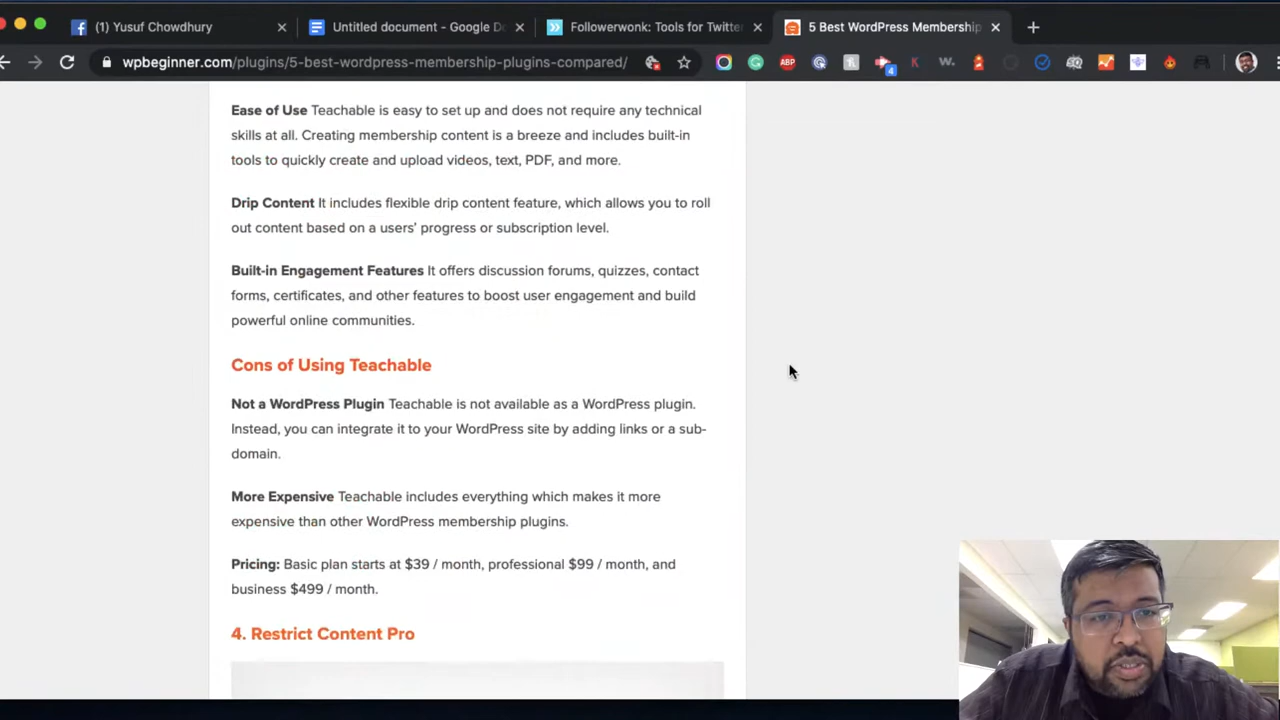 (1) Yusuf Chowdhury
Untitled document - Google De
Followerwonk: Tools for Twitter
5 Best WordPress Membership
wpbeginner.com/plugins/5-best-wordpress-membership-plugins-compared/
ABP
4
K
w.
Ease of Use Teachable is easy to set up and does not require any technical
skills at all. Creating membership content is a breeze and includes built-in
tools to quickly create and upload videos, text, PDF, and more.
Drip Content It includes flexible drip content feature, which allows you to roll
out content based on a users’ progress or subscription level.
Built-in Engagement Features It offers discussion forums, quizzes, contact
forms, certificates, and other features to boost user engagement and build
powerful online communities.
Cons of Using Teachable
Not a WordPress Plugin Teachable is not available as a WordPress plugin.
Instead, you can integrate it to your WordPress site by adding links or a sub-
domain.
More Expensive Teachable includes everything which makes it more
expensive than other WordPress membership plugins.
Pricing: Basic plan starts at $39 / month, professional $99 / month, and
business $499 / month.
4. Restrict Content Pro